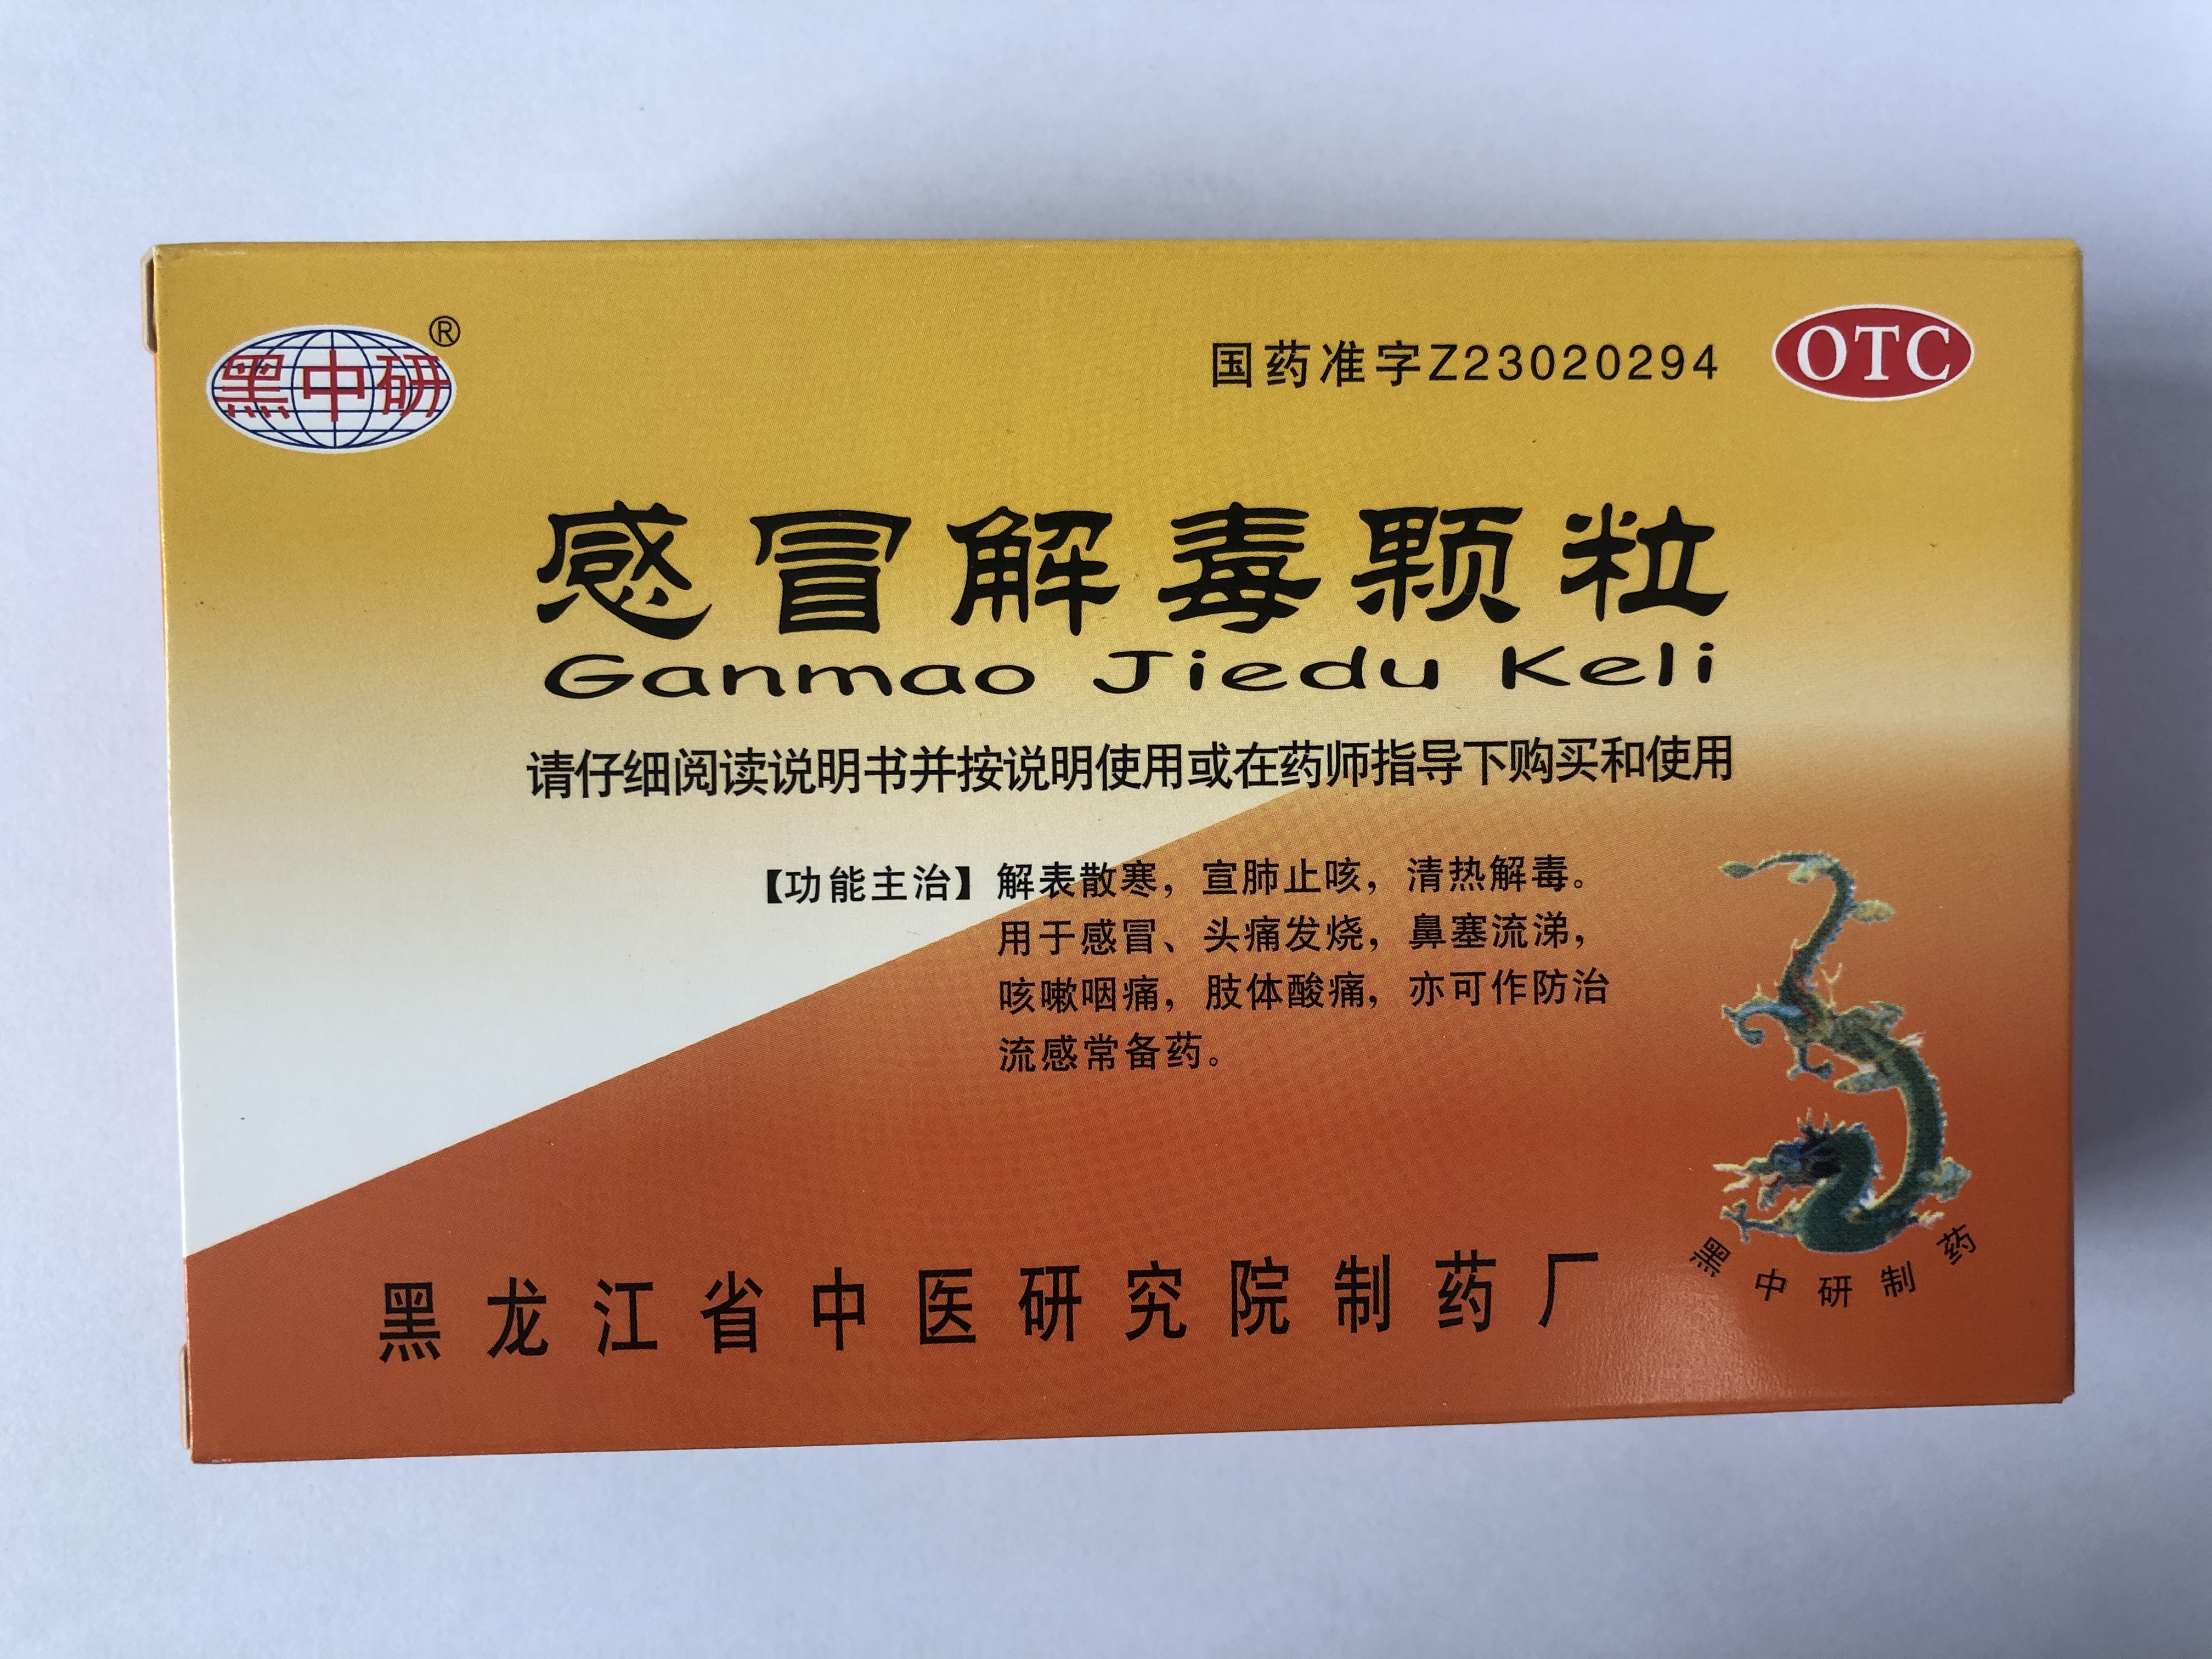 黑中研®
国药准字Z23020294
OTC
感冒解毒颗粒
Ganmao Jiedu Keli
请仔细阅读说明书并按说明使用或在药师指导下购买和使用
【功能主治】解表散寒，宣肺止咳，清热解毒。
用于感冒、头痛发烧，鼻塞流涕，
咳嗽咽痛，肢体酸痛，亦可作防治
流感常备药。
黑中研制药
黑龙江省中医研究院制药厂